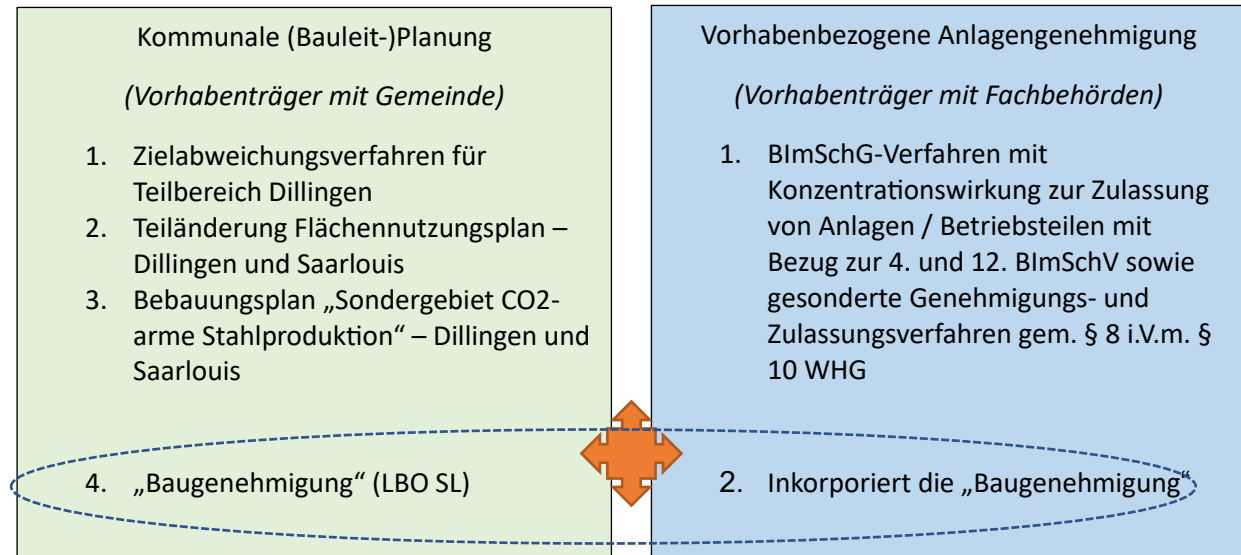 Kommunale (Bauleit-)Planung
(Vorhabenträger mit Gemeinde)
1. Zielabweichungsverfahren für
Teilbereich Dillingen
2. Teiländerung Flächennutzungsplan –
Dillingen und Saarlouis
3. Bebauungsplan „Sondergebiet CO2-
arme Stahlproduktion“ – Dillingen und
Saarlouis
4. „Baugenehmigung“ (LBO SL)
Vorhabenbezogene Anlagengenehmigung
(Vorhabenträger mit Fachbehörden)
1. BImSchG-Verfahren mit
Konzentrationswirkung zur Zulassung
von Anlagen / Betriebsteilen mit
Bezug zur 4. und 12. BImSchV sowie
gesonderte Genehmigungs- und
Zulassungsverfahren gem. § 8 i.V.m. §
10 WHG
2. Inkorporiert die „Baugenehmigung“